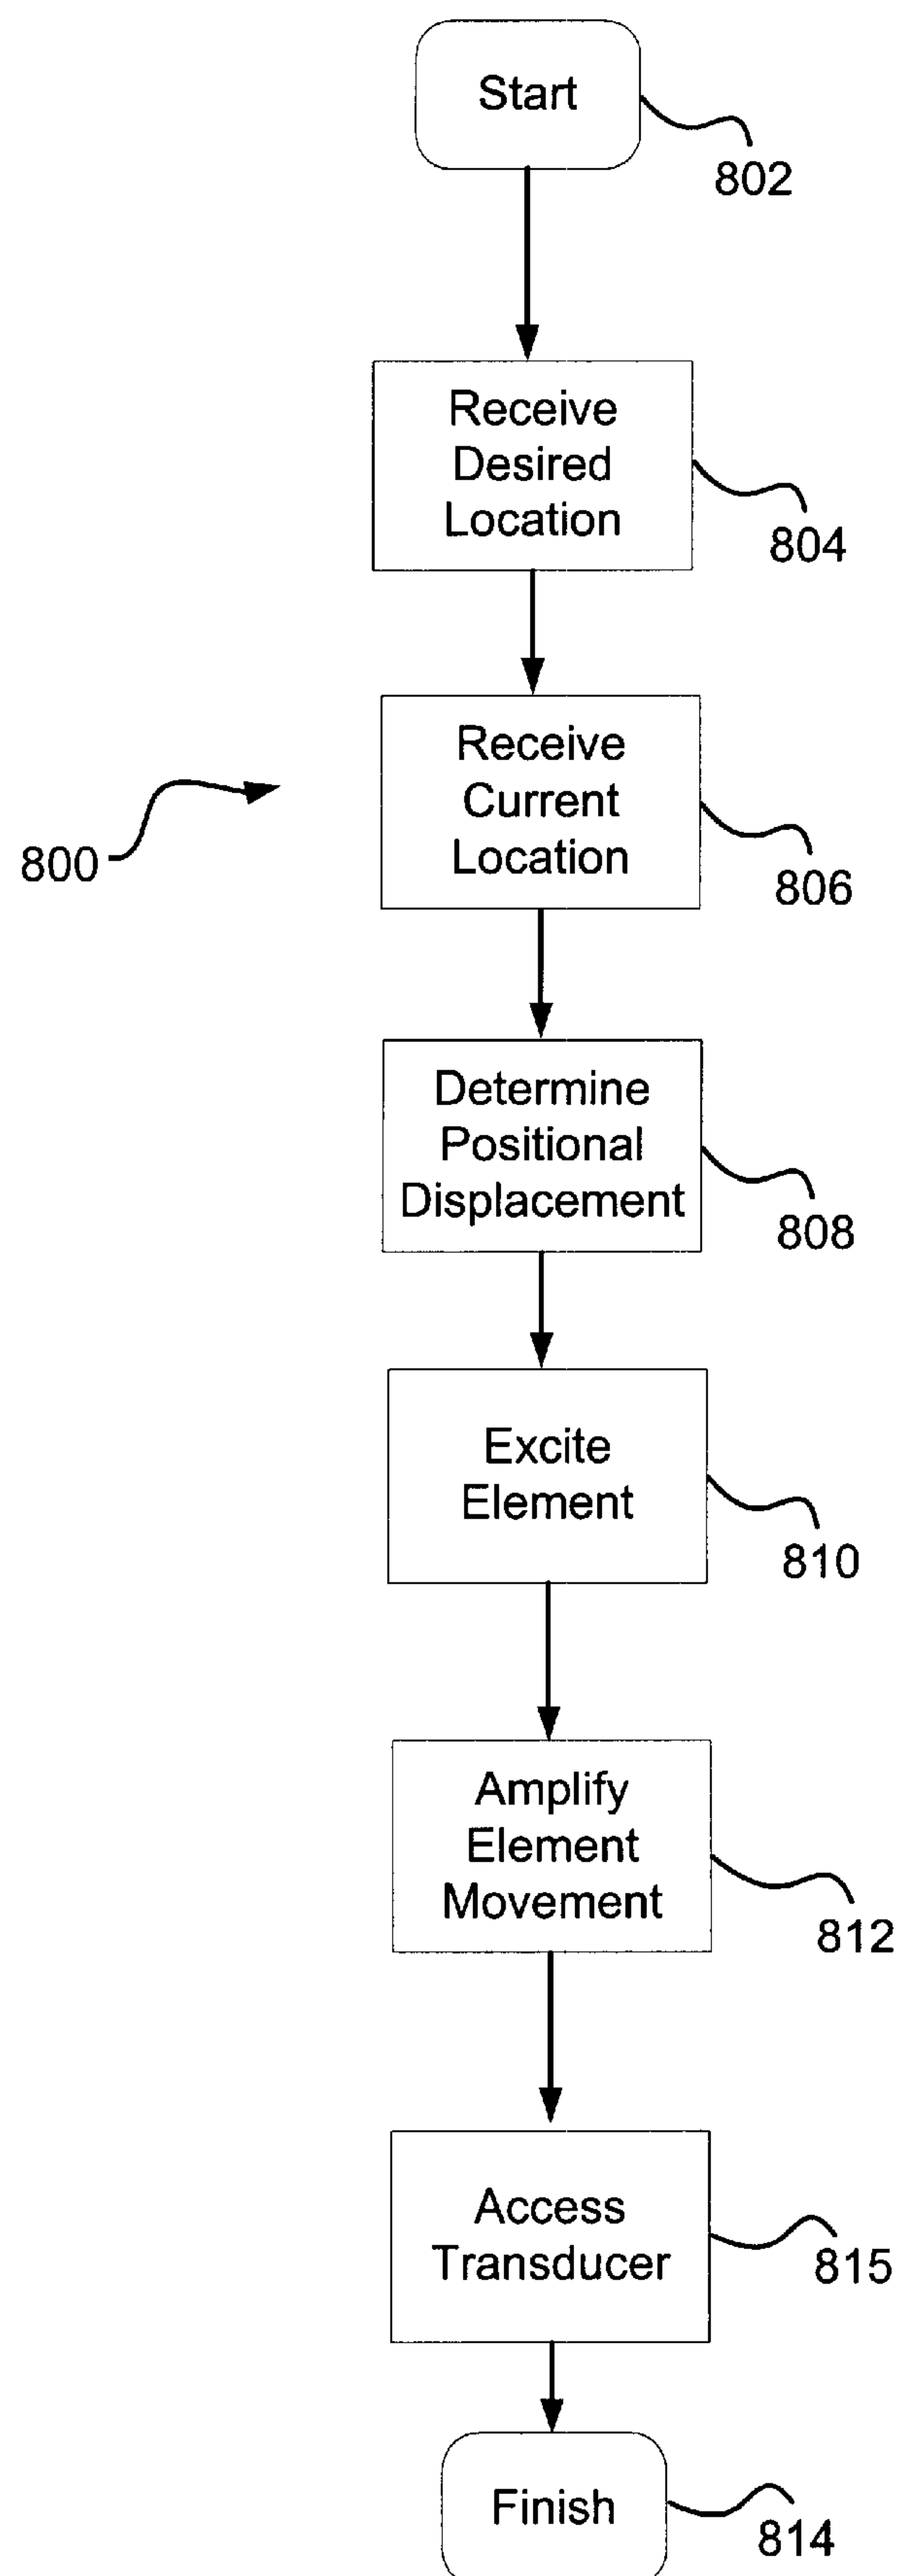 Start
802
Receive
Desired
Location
804
Receive
Current
Location
806
800
Determine
Positional
Displacement
808
Excite
Element
810
Amplify
Element
Movement
812
Access
Transducer
815
Finish
814